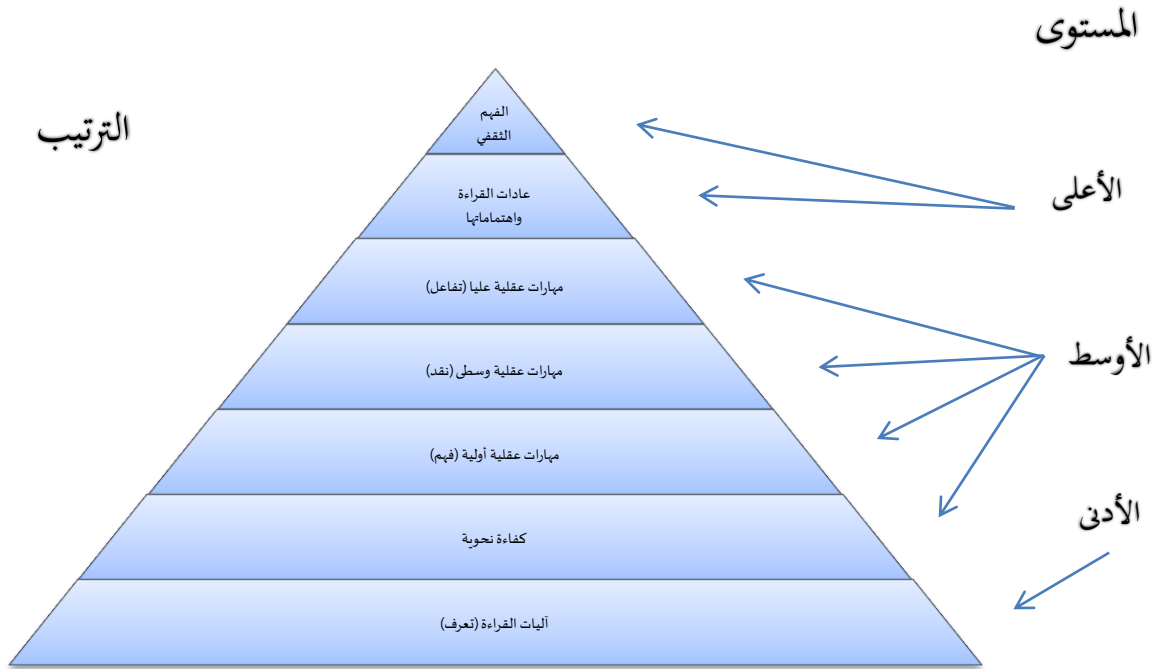 المستوى
الترتيب
الفهم
الثقفي
الأعلى
عادات القراءة
واهتماماتها
مهارات عقلية عليا (تفاعل)
الأوسط
مهارات عقلية وسطى (نقد)
مهارات عقلية أولية (فهم)
الأدنى
كفاءة نحوية
أليات القراءة (تعرف)